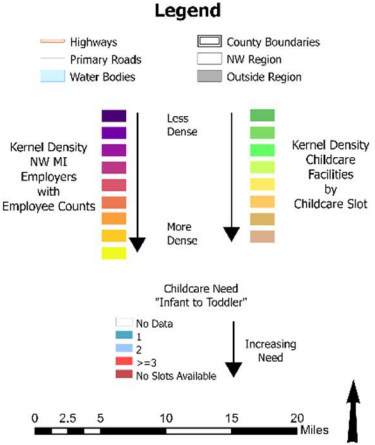 Legend
Highways
Primary Roads
Water Bodies
County Boundaries
NW Region
Outside Region
Kernel Density
NW MI
Employers
with
Employee Counts
Less
Dense
More
Dense
Kernel Density
Childcare
Facilities
by
Childcare Slot
Childcare Need
"Infant to Toddler"
No Data
1
2
>=3
No Slots Available
Increasing
Need
0 2.5 5 10 15 20
Miles